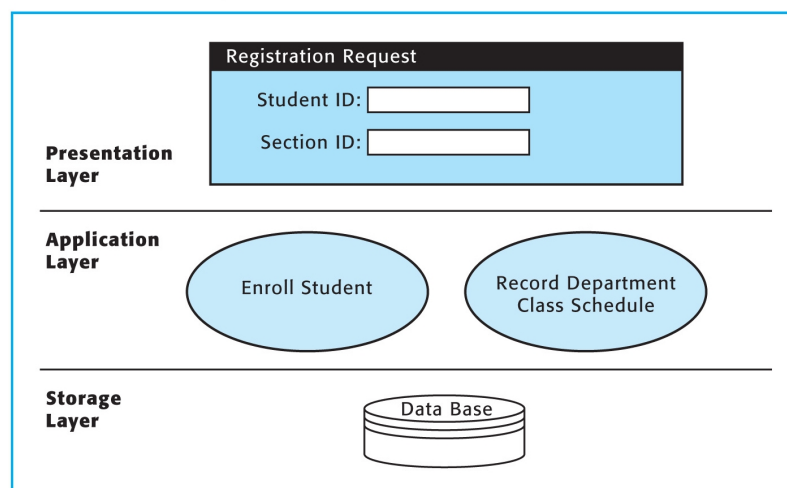 Registration Request
Student ID:
Section ID:
Presentation
Layer
Application
Layer
Enroll Student
Record Department
Class Schedule
Storage
Layer
Data Base